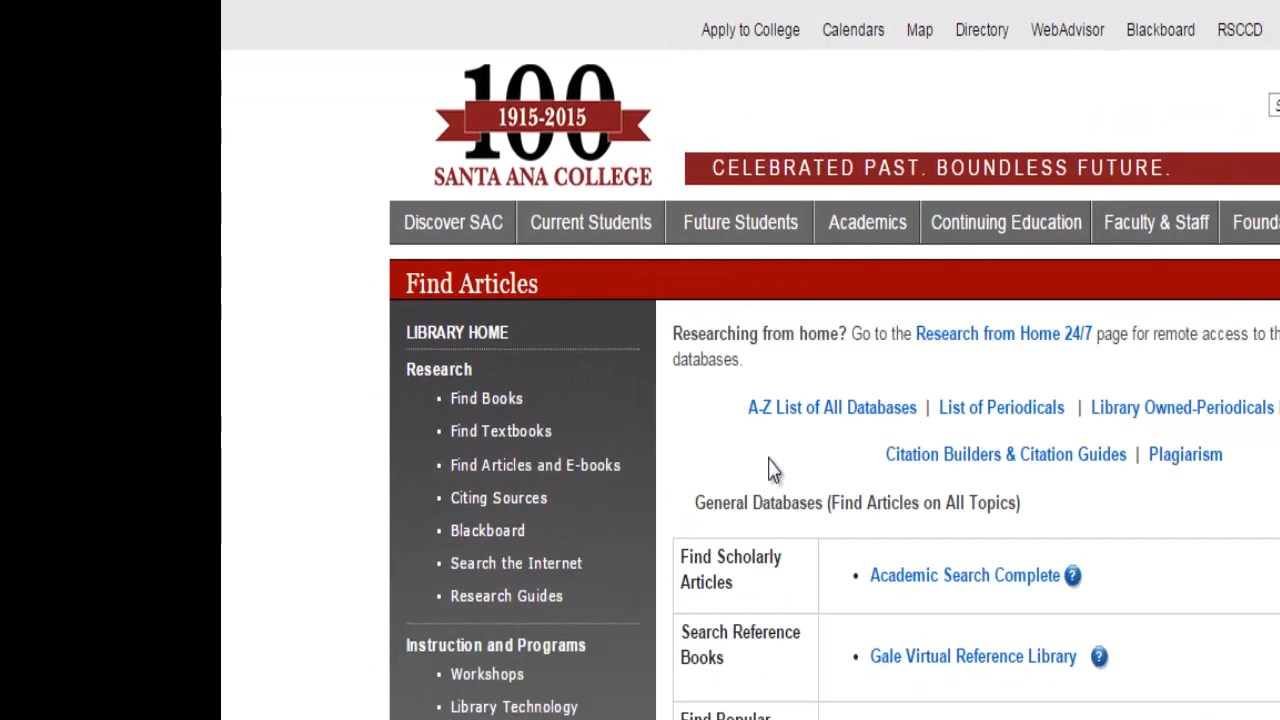 Apply to College Calendars Map Directory WebAdvisor Blackboard RSCCD
100
1915-2015
SANTA ANA COLLEGE
CELEBRATED PAST. BOUNDLESS FUTURE.
Discover SAC Current Students Future Students Academics Continuing Education Faculty & Staff
Find Articles
LIBRARY HOME
Research
▪ Find Books
▪ Find Textbooks
▪ Find Articles and E-books
▪ Citing Sources
▪ Blackboard
▪ Search the Internet
▪ Research Guides
Instruction and Programs
▪ Workshops
▪ Library Technology
Researching from home? Go to the Research from Home 24/7 page for remote access to
databases.
A-Z List of All Databases | List of Periodicals | Library Owned-Periodicals
Citation Builders & Citation Guides | Plagiarism
General Databases (Find Articles on All Topics)
Find Scholarly
Articles
• Academic Search Complete ?
Search Reference
Books
• Gale Virtual Reference Library ?
Find Popular